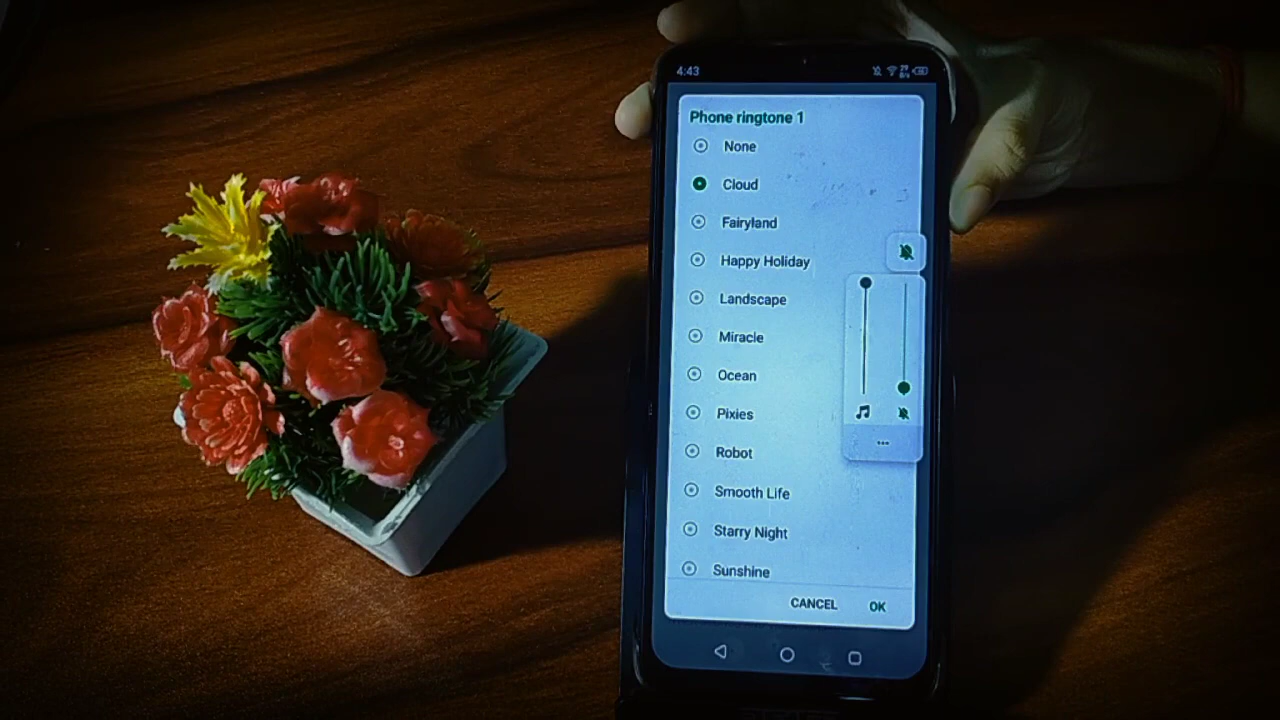 4:43
Phone ringtone 1
None
Cloud
Fairyland
Happy Holiday
Landscape
Miracle
Ocean
Pixies
Robot
Smooth Life
Starry Night
Sunshine
CANCEL OK